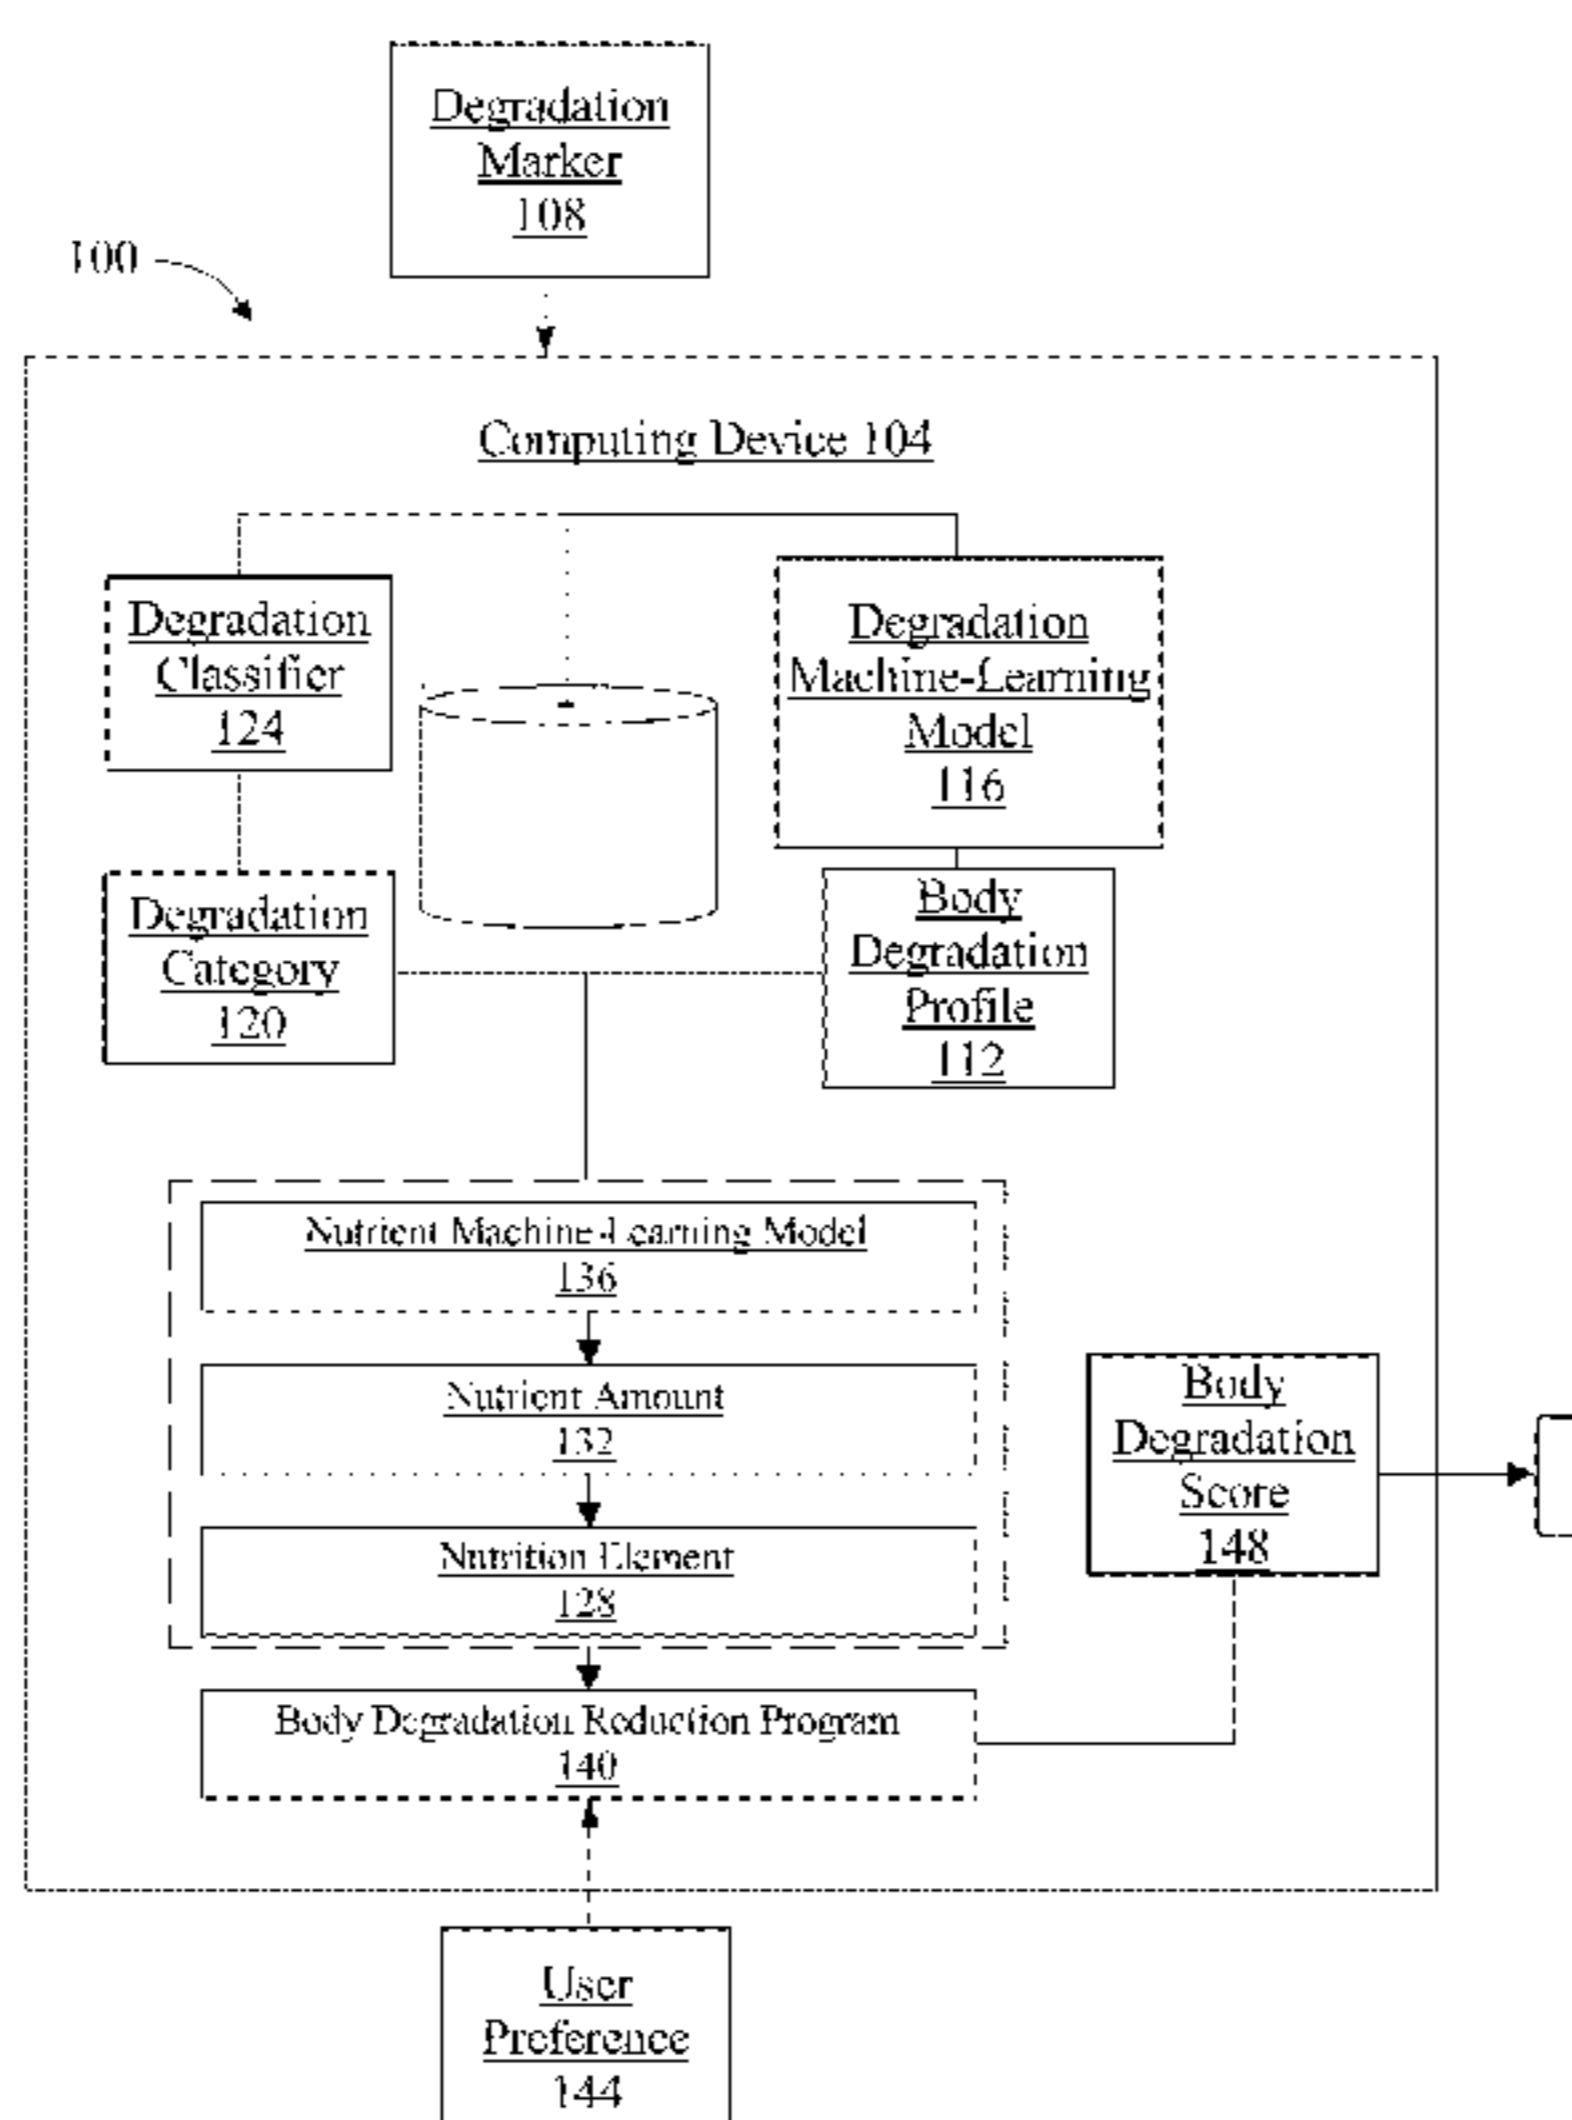 Degradation
Marker
108
100
Computing Device 104
Degradation
Classifier
124
Degradation
Machine-Learning
Model
116
Degradation
Category
120
Body
Degradation
Profile
112
Nutrient Machine-Learning Model
136
Nutrient Amount
132
Nutrition Element
128
Body
Degradation
Score
148
Body Degradation Reduction Program
140
User
Preference
144